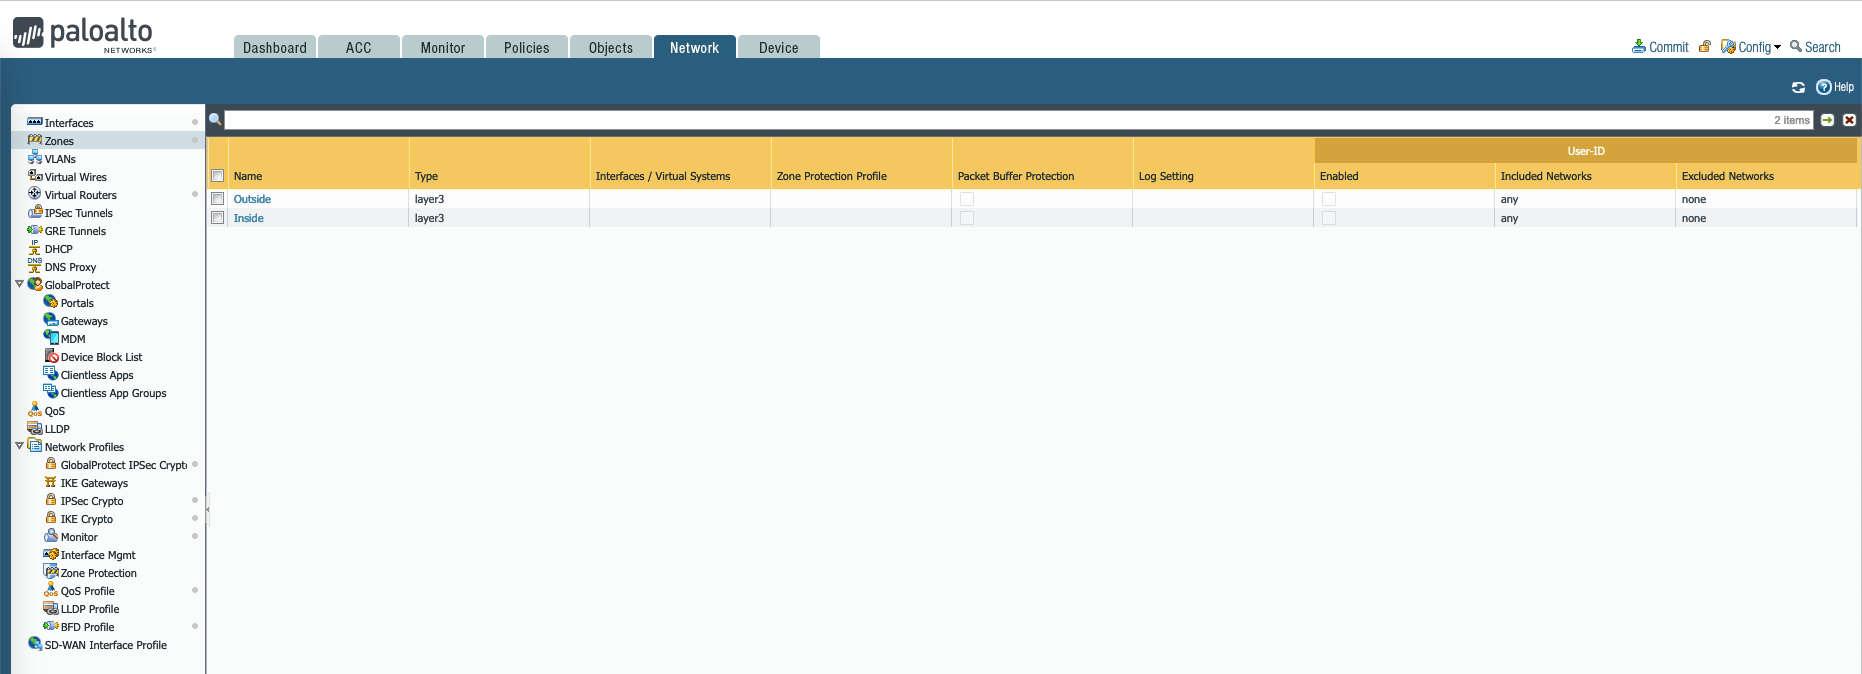 paloalto
NETWORKS®
Dashboard ACC Monitor Policies Objects Network Device
Commit Config Search
Help
2 items
Interfaces
Zones
VLANs
Virtual Wires
Virtual Routers
IPSec Tunnels
GRE Tunnels
IP
DHCP
DNS
DNS Proxy
GlobalProtect
Portals
Gateways
MDM
Device Block List
Clientless Apps
Clientless App Groups
QoS
QoS
LLDP
Network Profiles
GlobalProtect IPSec Crypt
IKE Gateways
IPSec Crypto
IKE Crypto
Monitor
Interface Mgmt
Zone Protection
QoS
QoS Profile
LLDP Profile
BFD Profile
SD-WAN Interface Profile
User-ID
Name Type Interfaces / Virtual Systems Zone Protection Profile Packet Buffer Protection Log Setting Enabled Included Networks Excluded Networks
Outside layer3 any none
Inside layer3 any none